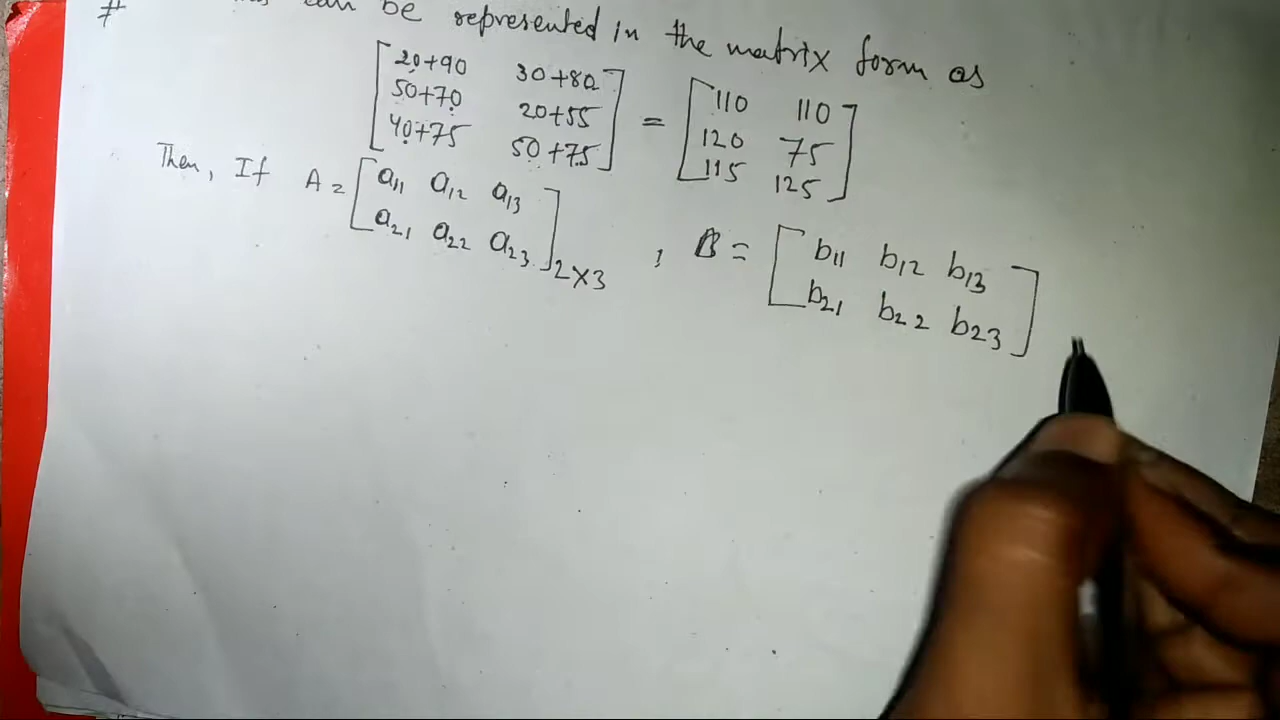 # can be represented in the matrix form as
[20+90 30+80
50+70 20+55
40+75 50+75] = [110 110
120 75
115 125]
Then, If A = [a11 a12 a13
a21 a22 a23]2×3
; B = [b11 b12 b13
b21 b22 b23]